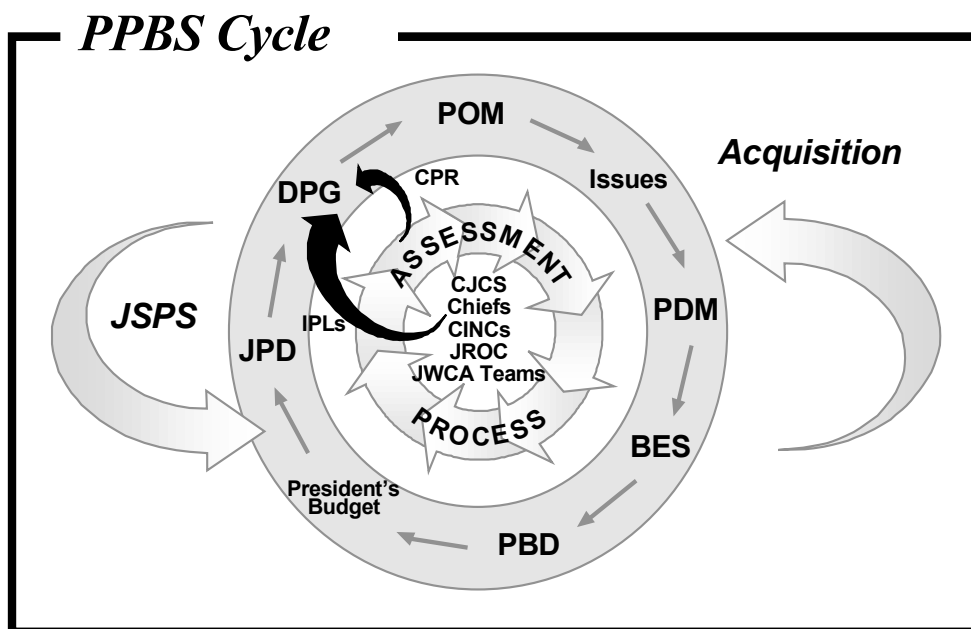 PPBS Cycle
POM
Acquisition
CPR
Issues
DPG
ASSESSMENT
CJCS
Chiefs
CINCs
JROC
JWCA Teams
PROCESS
JSPS
IPLs
PDM
JPD
BES
President's
Budget
PBD